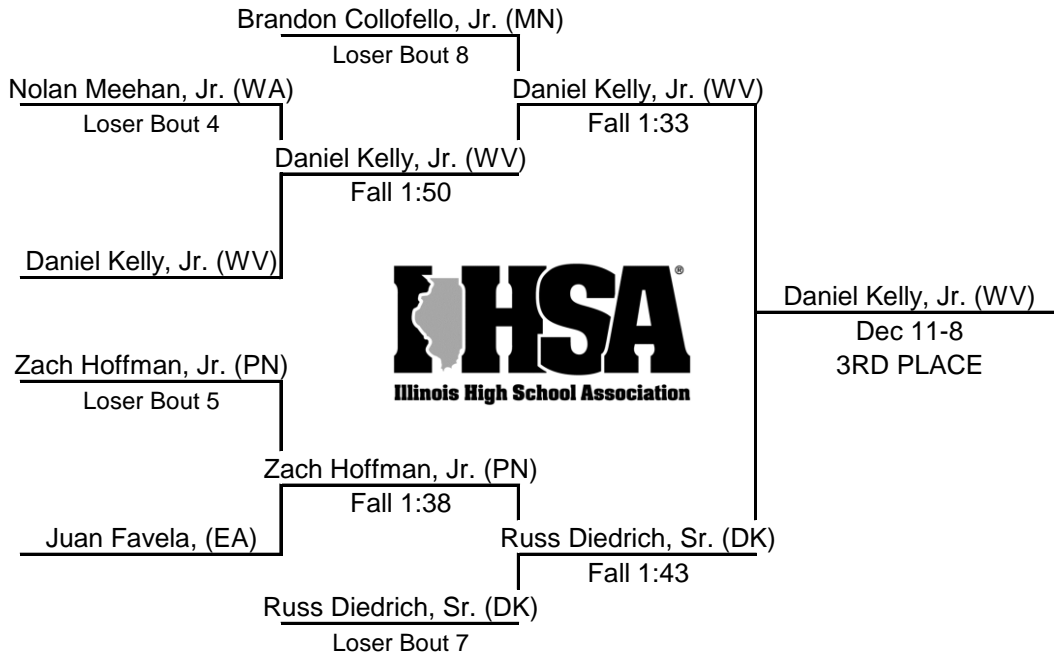 Brandon Collofello, Jr. (MN)
Loser Bout 8
Nolan Meehan, Jr. (WA)
Loser Bout 4
Daniel Kelly, Jr. (WV)
Fall 1:33
Daniel Kelly, Jr. (WV)
Fall 1:50
Daniel Kelly, Jr. (WV)
IHSA®
Illinois High School Association
Daniel Kelly, Jr. (WV)
Dec 11-8
3RD PLACE
Zach Hoffman, Jr. (PN)
Loser Bout 5
Zach Hoffman, Jr. (PN)
Fall 1:38
Juan Favela, (EA)
Russ Diedrich, Sr. (DK)
Fall 1:43
Russ Diedrich, Sr. (DK)
Loser Bout 7